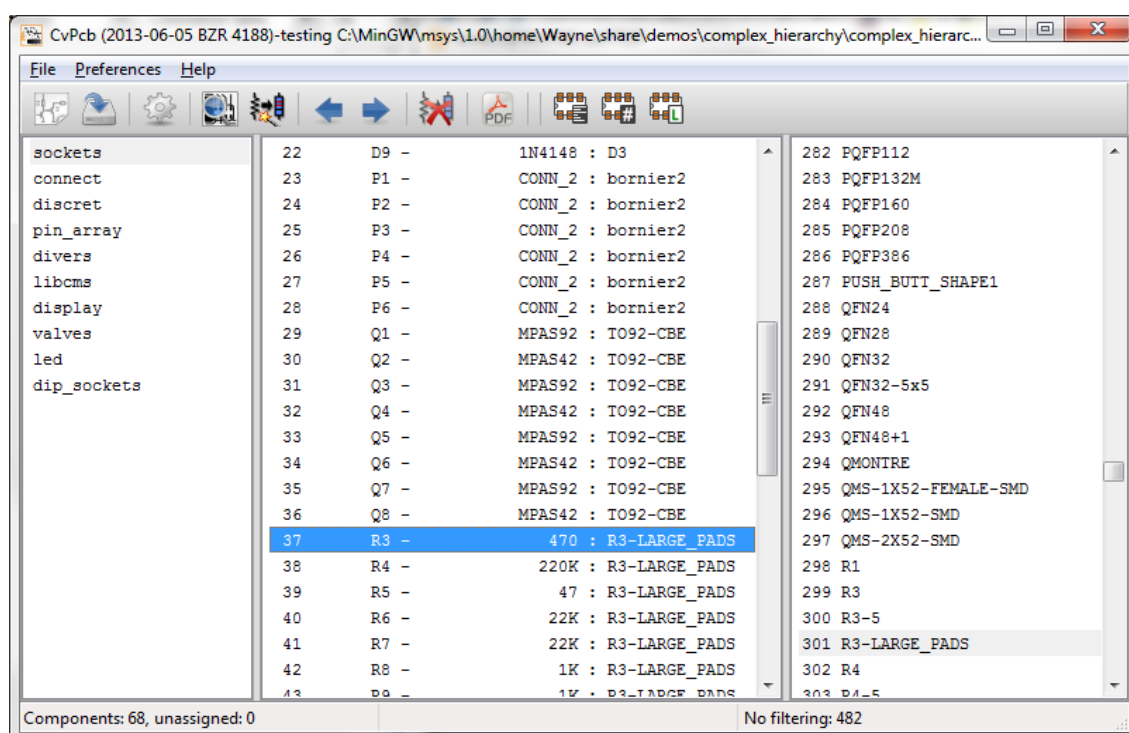 CvPcb (2013-06-05 BZR 4188)-testing C:\MinGW\msys\1.0\home\Wayne\share\demos\complex_hierarchy\complex_hierarc...
File Preferences Help
PDF
#
L
sockets
connect
discret
pin_array
divers
libcms
display
valves
led
dip_sockets
22 D9 - 1N4148 : D3
23 P1 - CONN_2 : bornier2
24 P2 - CONN_2 : bornier2
25 P3 - CONN_2 : bornier2
26 P4 - CONN_2 : bornier2
27 P5 - CONN_2 : bornier2
28 P6 - CONN_2 : bornier2
29 Q1 - MPAS92 : TO92-CBE
30 Q2 - MPAS42 : TO92-CBE
31 Q3 - MPAS92 : TO92-CBE
32 Q4 - MPAS42 : TO92-CBE
33 Q5 - MPAS92 : TO92-CBE
34 Q6 - MPAS42 : TO92-CBE
35 Q7 - MPAS92 : TO92-CBE
36 Q8 - MPAS42 : TO92-CBE
37 R3 - 470 : R3-LARGE_PADS
38 R4 - 220K : R3-LARGE_PADS
39 R5 - 47 : R3-LARGE_PADS
40 R6 - 22K : R3-LARGE_PADS
41 R7 - 22K : R3-LARGE_PADS
42 R8 - 1K : R3-LARGE_PADS
43 R9 - 1K : R3-LARGE_PADS
282 PQFP112
283 PQFP132M
284 PQFP160
285 PQFP208
286 PQFP386
287 PUSH_BUTT_SHAPE1
288 QFN24
289 QFN28
290 QFN32
291 QFN32-5x5
292 QFN48
293 QFN48+1
294 QMONTRE
295 QMS-1X52-FEMALE-SMD
296 QMS-1X52-SMD
297 QMS-2X52-SMD
298 R1
299 R3
300 R3-5
301 R3-LARGE_PADS
302 R4
303 R4-5
Components: 68, unassigned: 0
No filtering: 482